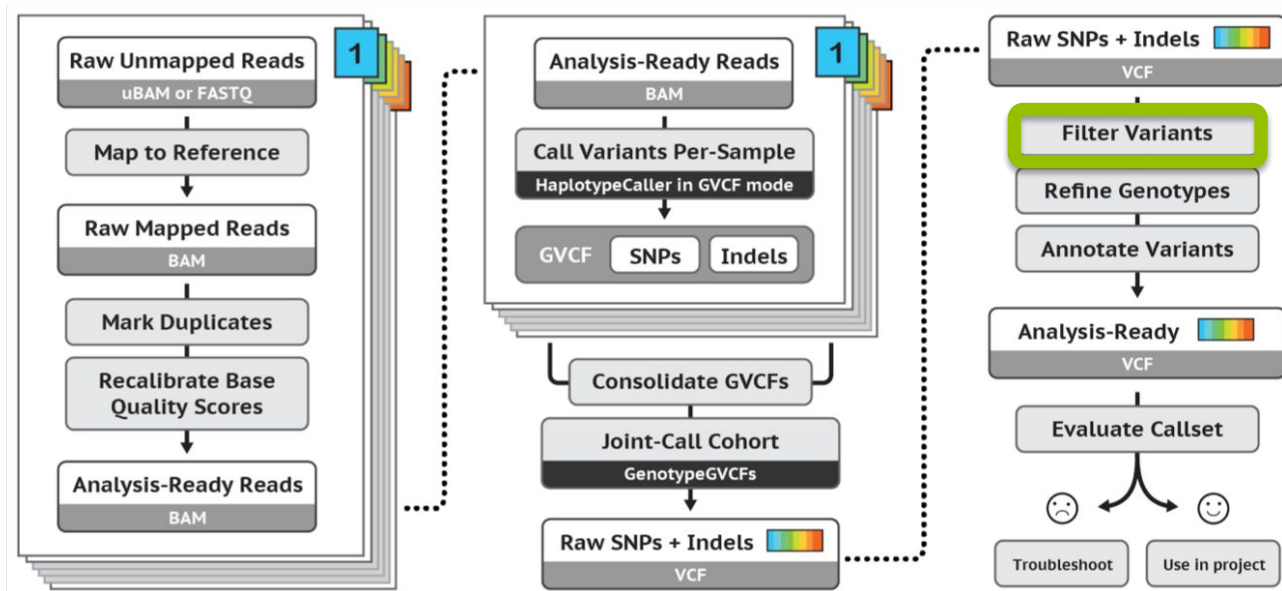 1
Raw Unmapped Reads
uBAM or FASTQ
Map to Reference
Raw Mapped Reads
BAM
Mark Duplicates
Recalibrate Base
Quality Scores
Analysis-Ready Reads
BAM
1
Analysis-Ready Reads
BAM
Call Variants Per-Sample
HaplotypeCaller in GVCF mode
GVCF SNPs Indels
Consolidate GVCFs
Joint-Call Cohort
GenotypeGVCFs
Raw SNPs + Indels
VCF
Raw SNPs + Indels
VCF
Filter Variants
Refine Genotypes
Annotate Variants
Analysis-Ready
VCF
Evaluate Callset
Troubleshoot Use in project